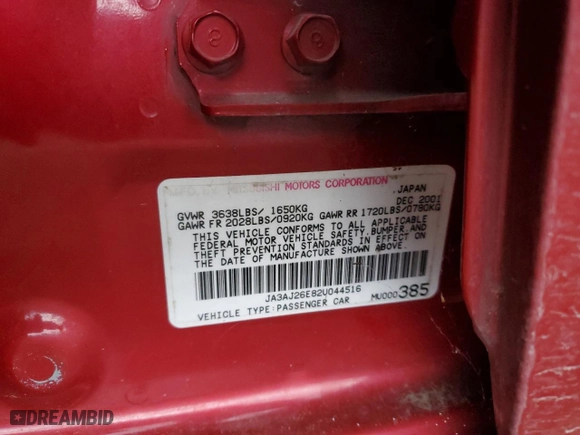 8 8
MITSUBISHI MOTORS CORPORATION JAPAN
GVWR 3638LBS/ 1650KG DEC 2001
GAWR FR 2028LBS/0920KG GAWR RR 1720LBS/0780KG
THIS VEHICLE CONFORMS TO ALL APPLICABLE
FEDERAL MOTOR VEHICLE SAFETY,BUMPER,AND
THEFT PREVENTION STANDARDS IN EFFECT ON
THE DATE OF MANUFACTURE SHOWN ABOVE.
JA3AJ26E82U044516
VEHICLE TYPE:PASSENGER CAR MU000385
DREAMBID